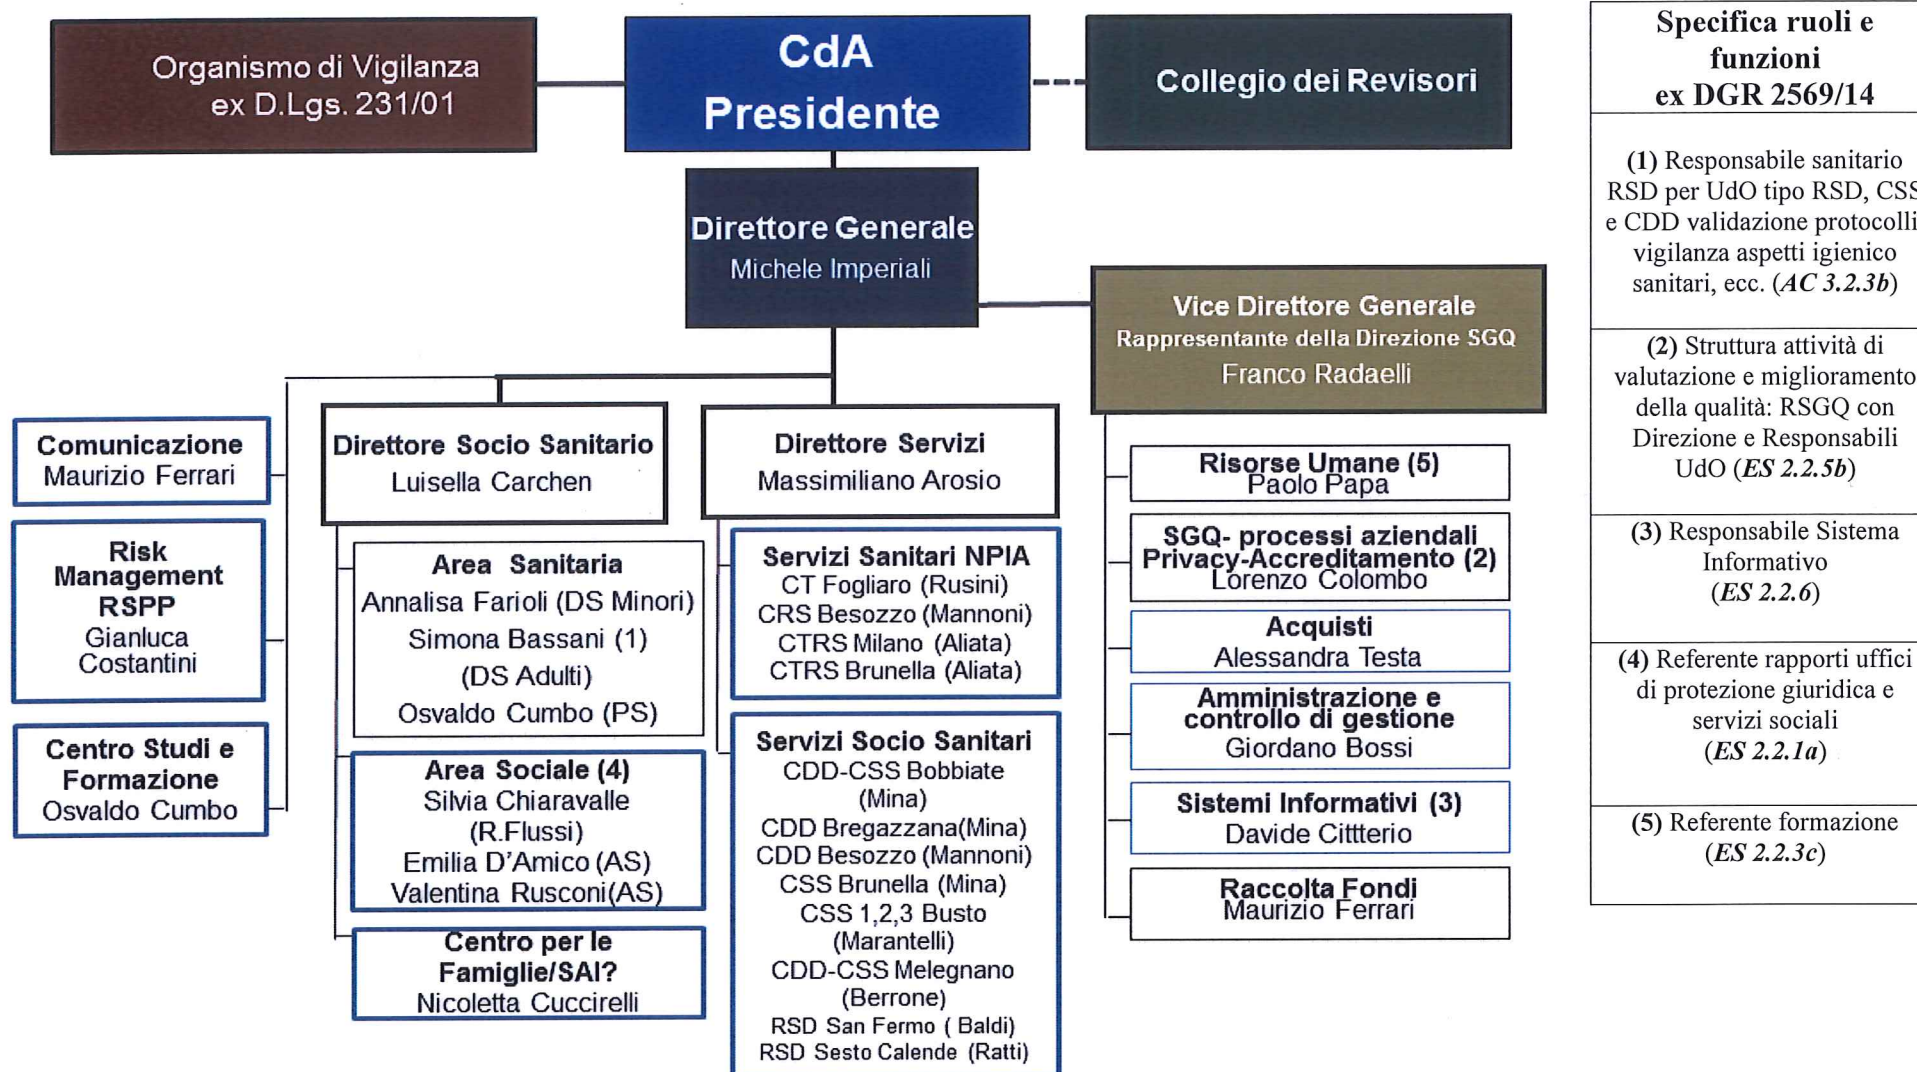 Organismo di Vigilanza
ex D.Lgs. 231/01
CdA
Presidente
Collegio dei Revisori
Direttore Generale
Michele Imperiali
Vice Direttore Generale
Rappresentante della Direzione SGQ
Franco Radaelli
Comunicazione
Maurizio Ferrari
Risk
Management
RSPP
Gianluca
Costantini
Centro Studi e
Formazione
Osvaldo Cumbo
Direttore Socio Sanitario
Luisella Carchen
Area Sanitaria
Annalisa Farioli (DS Minori)
Simona Bassani (1)
(DS Adulti)
Osvaldo Cumbo (PS)
Area Sociale (4)
Silvia Chiaravalle
(R.Flussi)
Emilia D'Amico (AS)
Valentina Rusconi(AS)
Centro per le
Famiglie/SAI?
Nicoletta Cuccirelli
Direttore Servizi
Massimiliano Arosio
Servizi Sanitari NPIA
CT Fogliaro (Rusini)
CRS Besozzo (Mannoni)
CTRS Milano (Aliata)
CTRS Brunella (Aliata)
Servizi Socio Sanitari
CDD-CSS Bobbiate
(Mina)
CDD Bregazzana(Mina)
CDD Besozzo (Mannoni)
CSS Brunella (Mina)
CSS 1,2,3 Busto
(Marantelli)
CDD-CSS Melegnano
(Berrone)
RSD San Fermo ( Baldi)
RSD Sesto Calende (Ratti)
Risorse Umane (5)
Paolo Papa
SGQ- processi aziendali
Privacy-Accreditamento (2)
Lorenzo Colombo
Acquisti
Alessandra Testa
Amministrazione e
controllo di gestione
Giordano Bossi
Sistemi Informativi (3)
Davide Cittterio
Raccolta Fondi
Maurizio Ferrari
Specifica ruoli e
funzioni
ex DGR 2569/14
(1) Responsabile sanitario
RSD per UdO tipo RSD, CSS
e CDD validazione protocolli
vigilanza aspetti igienico
sanitari, ecc. (AC 3.2.3b)
(2) Struttura attività di
valutazione e miglioramento
della qualità: RSGQ con
Direzione e Responsabili
UdO (ES 2.2.5b)
(3) Responsabile Sistema
Informativo
(ES 2.2.6)
(4) Referente rapporti uffici
di protezione giuridica e
servizi sociali
(ES 2.2.1a)
(5) Referente formazione
(ES 2.2.3c)